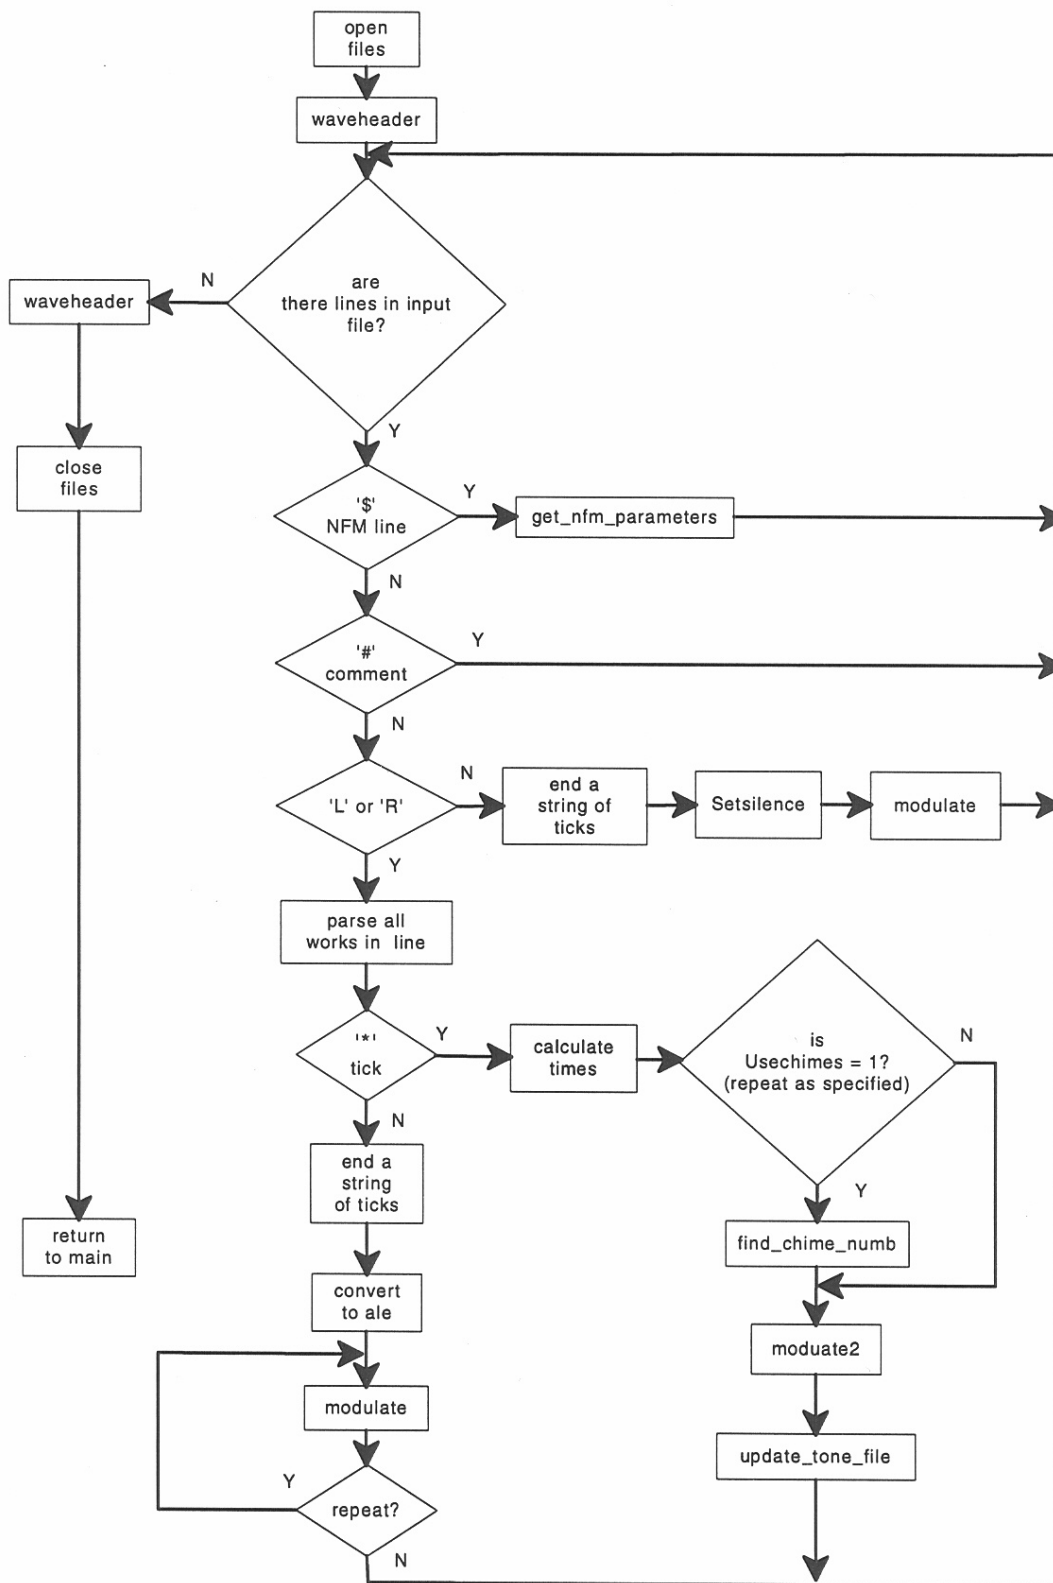 open
files
waveheader
are
there lines in input
file?
N
waveheader
Y
close
files
'$'
NFM line
Y
get_nfm_parameters
N
'#'
comment
Y
N
'L' or 'R'
N
end a
string of
ticks
Setsilence
modulate
Y
parse all
works in line
'*'
tick
Y
calculate
times
is
Usechimes = 1?
(repeat as specified)
N
N
end a
string
of ticks
Y
find_chime_numb
return
to main
convert
to ale
moduate2
modulate
update_tone_file
Y
repeat?
N